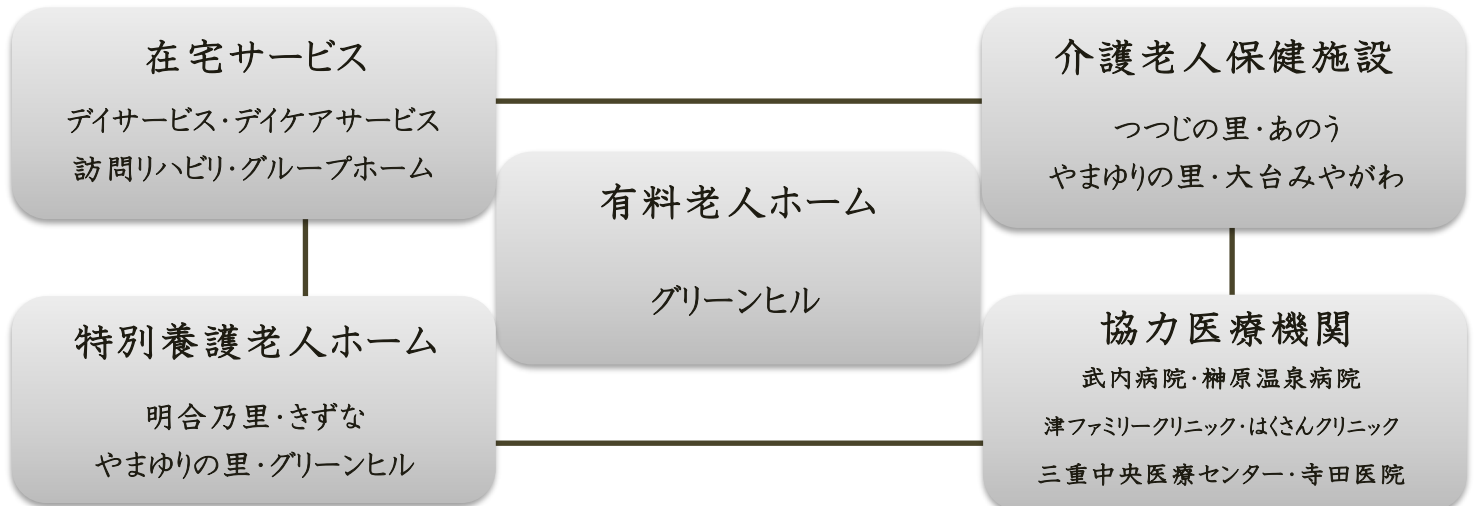 在宅サービス
デイサービス・デイケアサービス
訪問リハビリ・グループホーム
介護老人保健施設
つつじの里・あのう
やまゆりの里・大台みやがわ
有料老人ホーム
グリーンヒル
特別養護老人ホーム
明合乃里・きずな
やまゆりの里・グリーンヒル
協力医療機関
武内病院・榊原温泉病院
津ファミリークリニック・はくさんクリニック
三重中央医療センター・寺田医院